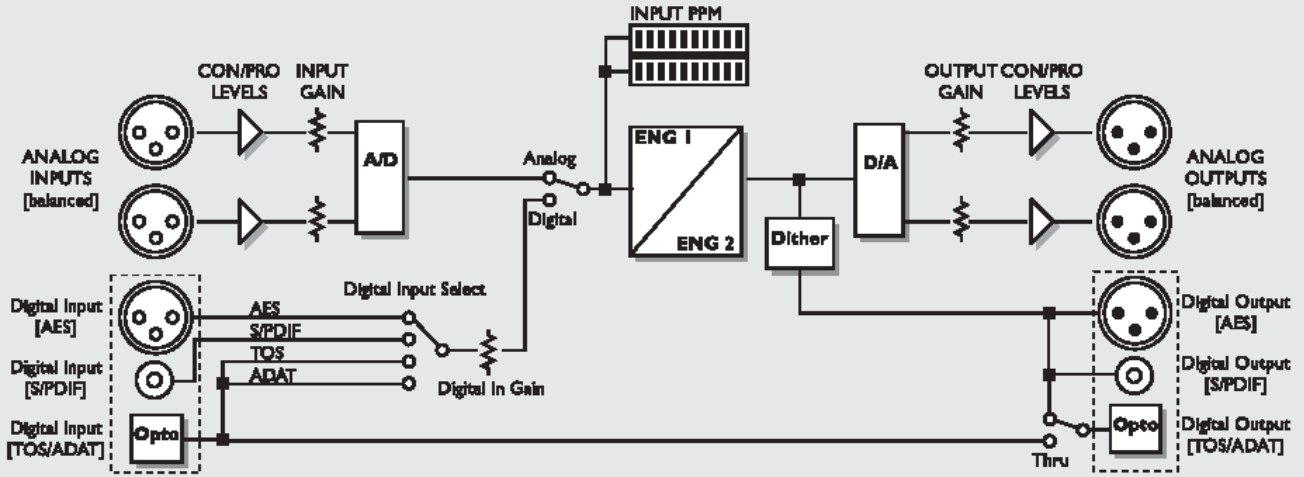 INPUT PPM
CON/PRO
LEVELS
INPUT
GAIN
OUTPUT
GAIN
CON/PRO
LEVELS
ANALOG
INPUTS
[balanced]
A/D
Analog
Digital
ENG 1
ENG 2
Dither
D/A
ANALOG
OUTPUTS
[balanced]
Digital Input
[AES]
Digital Input
[S/PDIF]
Digital Input
[TOS/ADAT]
Opto
AES
S/PDIF
TOS
ADAT
Digital Input Select
Digital In Gain
Thru
Opto
Digital Output
[AES]
Digital Output
[S/PDIF]
Digital Output
[TOS/ADAT]